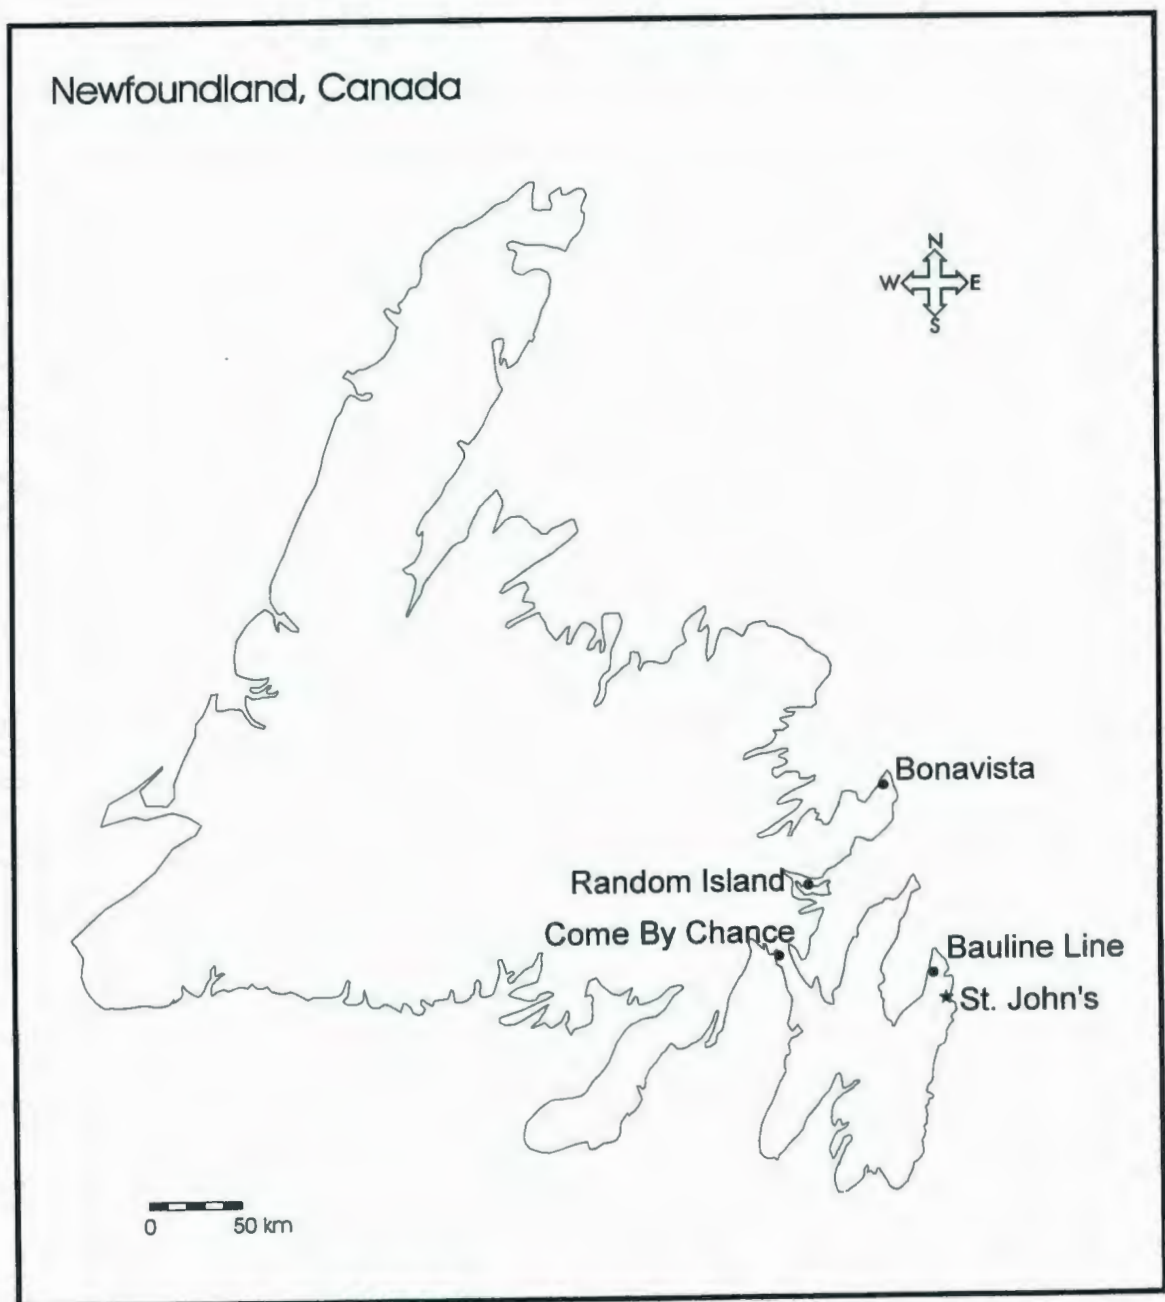 Newfoundland, Canada
N
W E
S
Bonavista
Random Island
Come By Chance
Bauline Line
St. John's
0 50 km